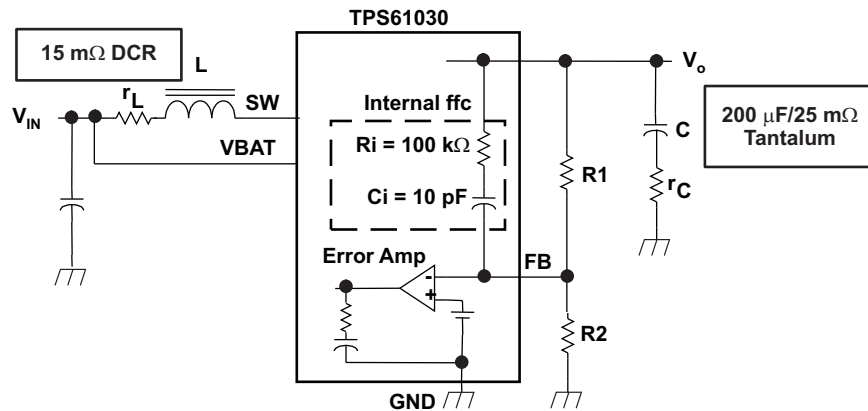 TPS61030
15 mΩ DCR
L
r_L
SW
V_IN
VBAT
Internal ffc
Ri = 100 kΩ
Ci = 10 pF
Error Amp
-
+
FB
GND
V_o
R1
R2
C
r_C
200 µF/25 mΩ
Tantalum